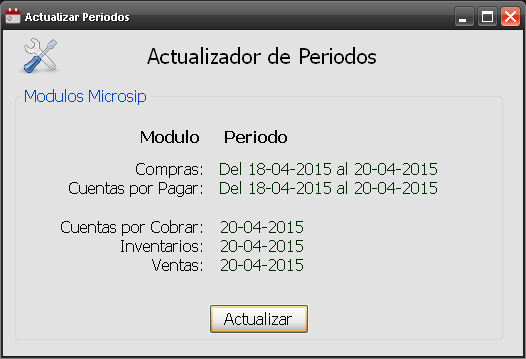 Actualizar Periodos
Actualizador de Periodos
Modulos Microsip
Modulo Periodo
Compras: Del 18-04-2015 al 20-04-2015
Cuentas por Pagar: Del 18-04-2015 al 20-04-2015
Cuentas por Cobrar: 20-04-2015
Inventarios: 20-04-2015
Ventas: 20-04-2015
Actualizar